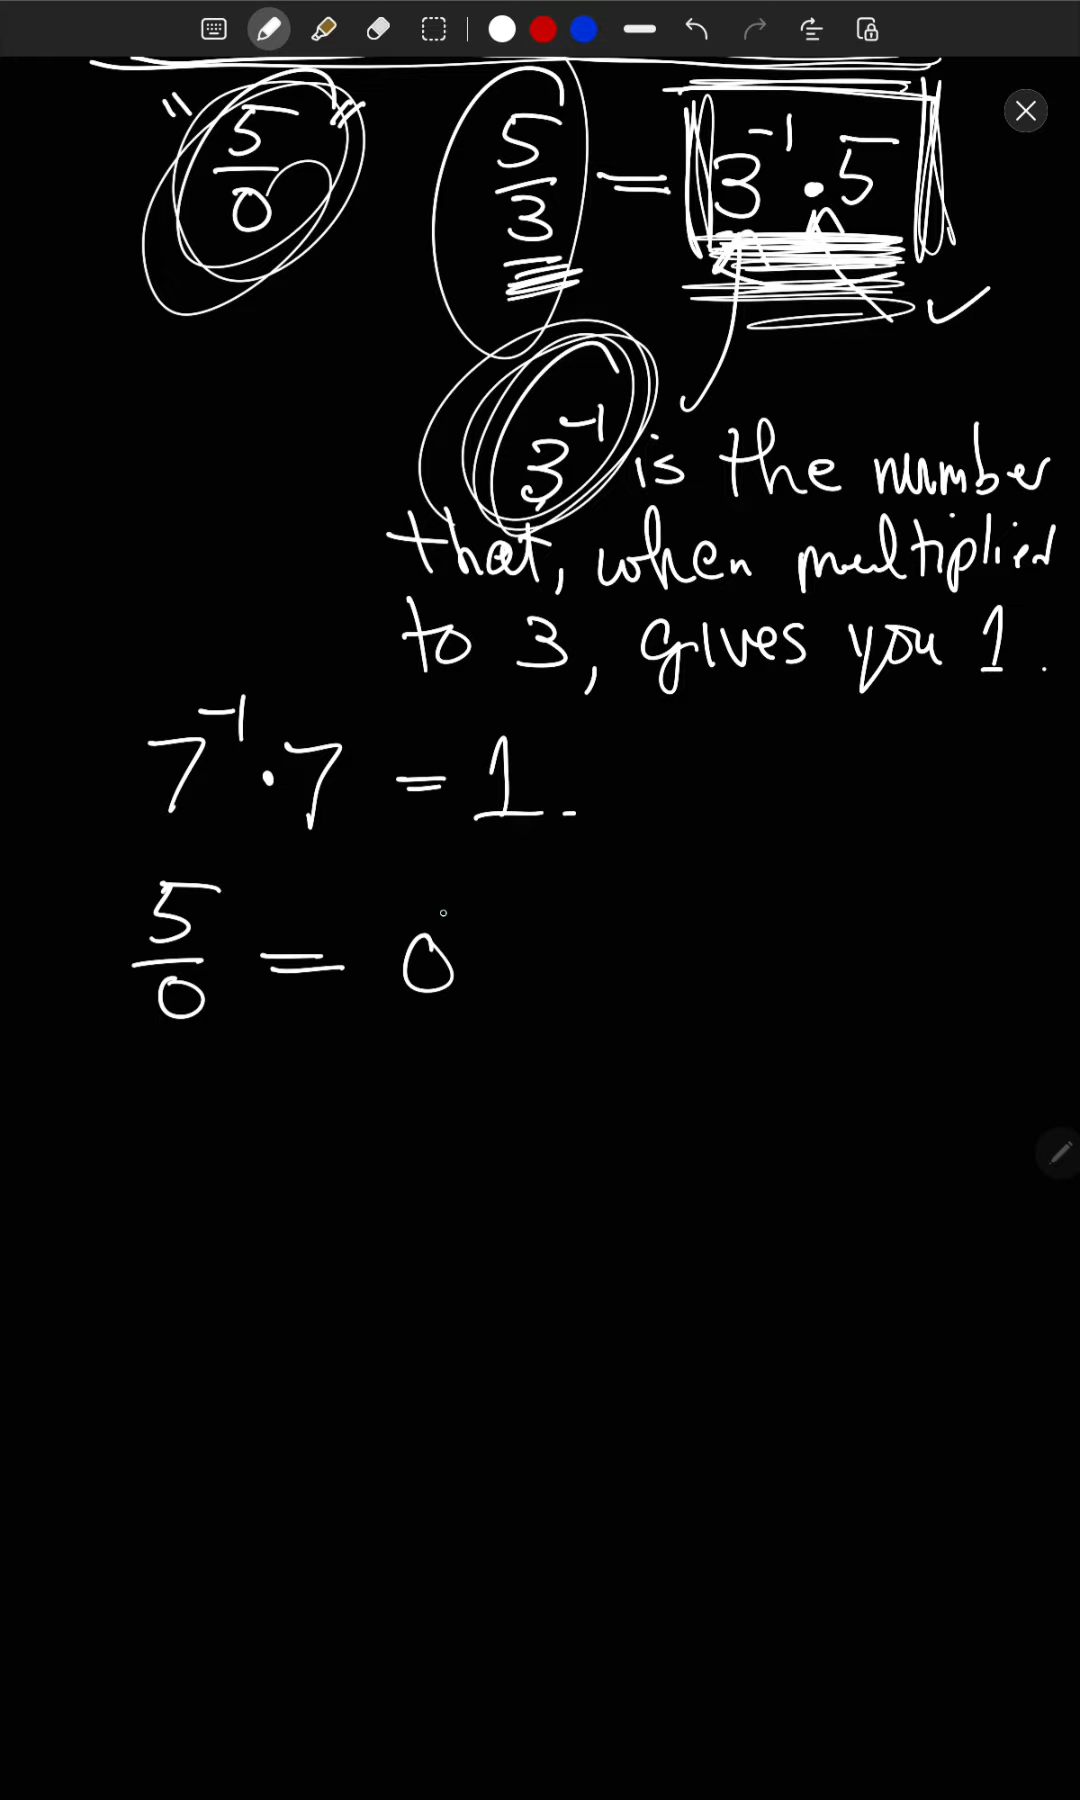 "5/0" 5/3 = 3⁻¹ · 5
3⁻¹ is the number
that, when multiplied
to 3, gives you 1.
7⁻¹ · 7 = 1.
5/0 = 0